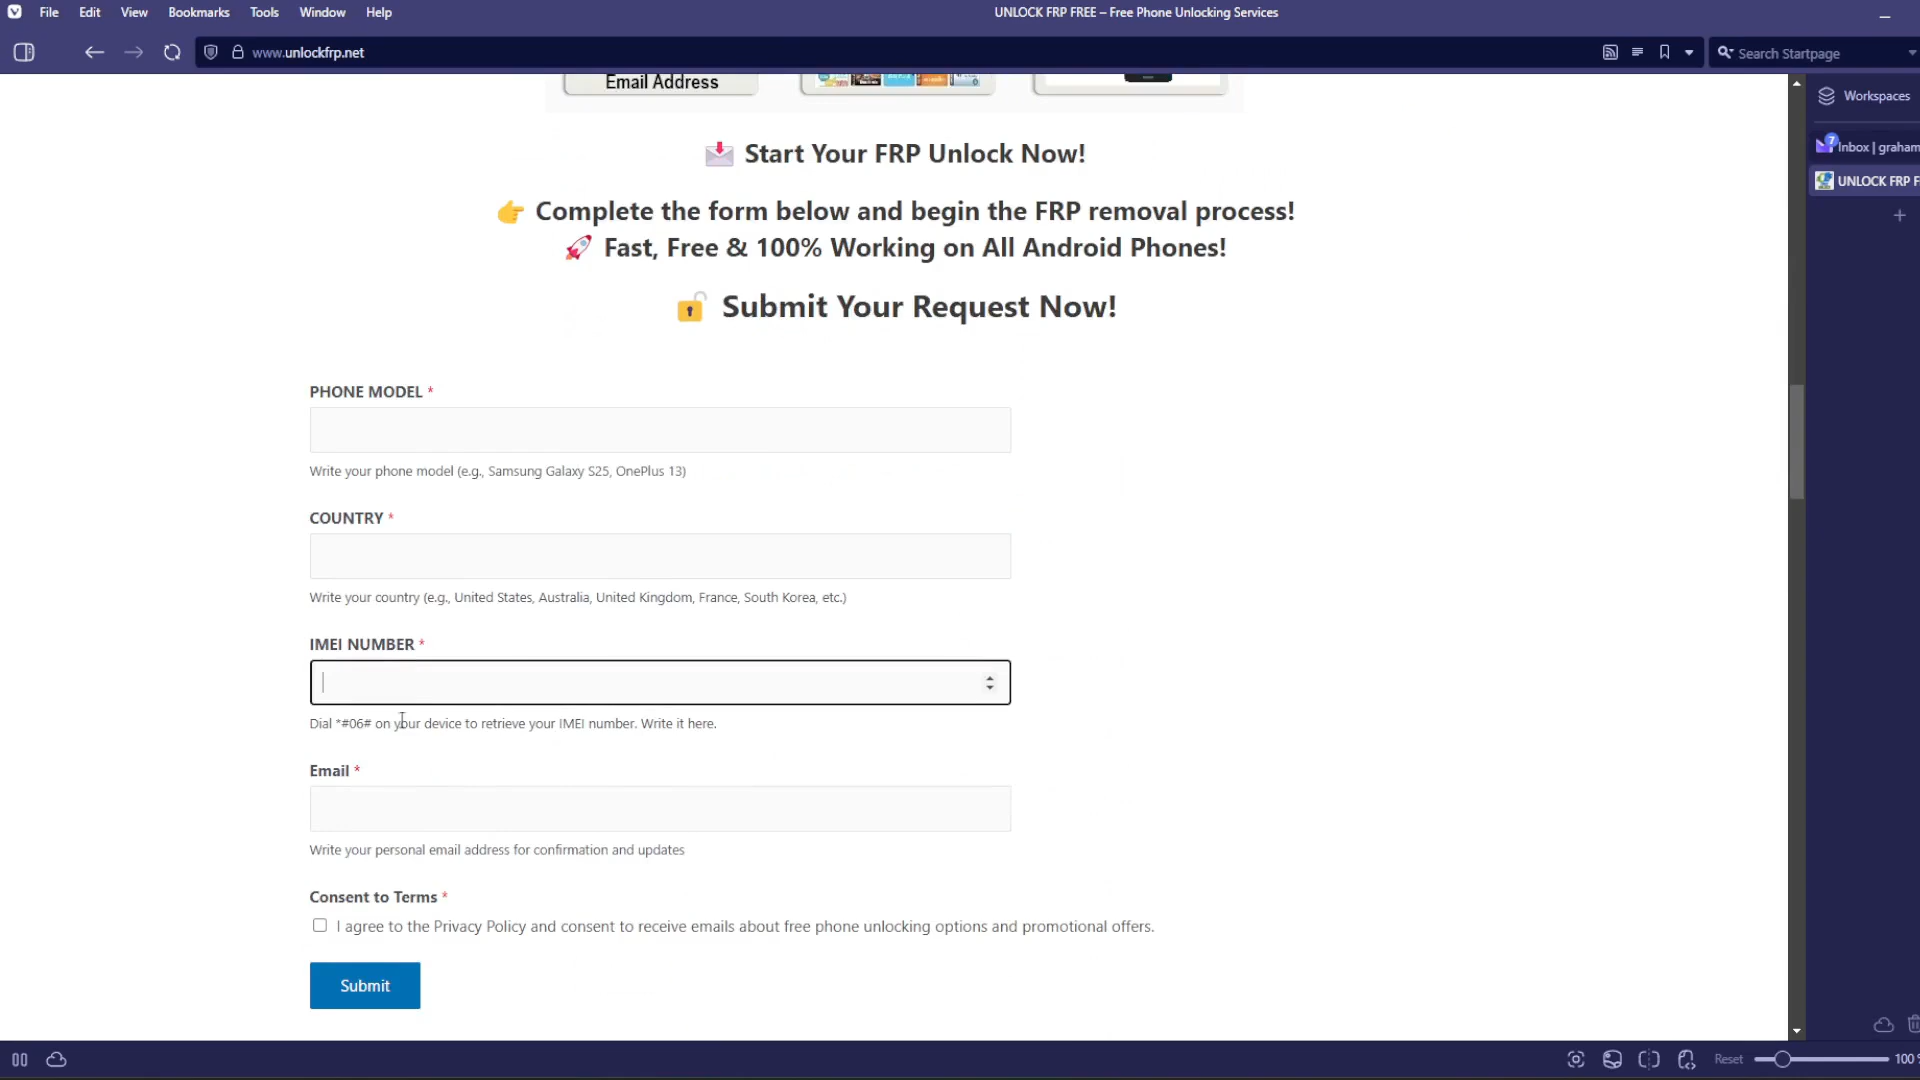 File Edit View Bookmarks Tools Window Help
UNLOCK FRP FREE – Free Phone Unlocking Services
www.unlockfrp.net
Search Startpage
Email Address
Workspaces
7
Inbox | graham
UNLOCK FRP F
Start Your FRP Unlock Now!
Complete the form below and begin the FRP removal process!
Fast, Free & 100% Working on All Android Phones!
Submit Your Request Now!
PHONE MODEL *
Write your phone model (e.g., Samsung Galaxy S25, OnePlus 13)
COUNTRY *
Write your country (e.g., United States, Australia, United Kingdom, France, South Korea, etc.)
IMEI NUMBER *
Dial *#06# on your device to retrieve your IMEI number. Write it here.
Email *
Write your personal email address for confirmation and updates
Consent to Terms *
I agree to the Privacy Policy and consent to receive emails about free phone unlocking options and promotional offers.
Submit
Reset
100 %